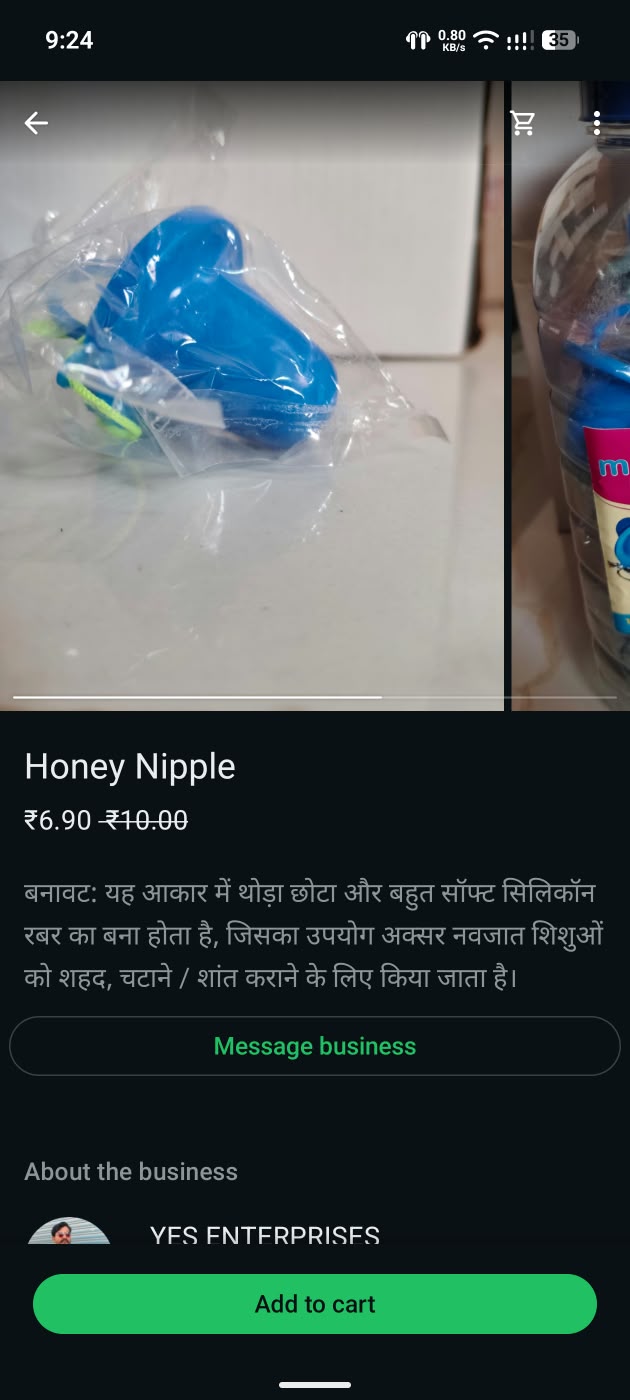 9:24
0.80
KB/s
35
m
Honey Nipple
₹6.90 ₹10.00
बनावट: यह आकार में थोड़ा छोटा और बहुत सॉफ्ट सिलिकॉन
रबर का बना होता है, जिसका उपयोग अक्सर नवजात शिशुओं
को शहद, चटाने / शांत कराने के लिए किया जाता है।
Message business
About the business
YES ENTERPRISES
Add to cart